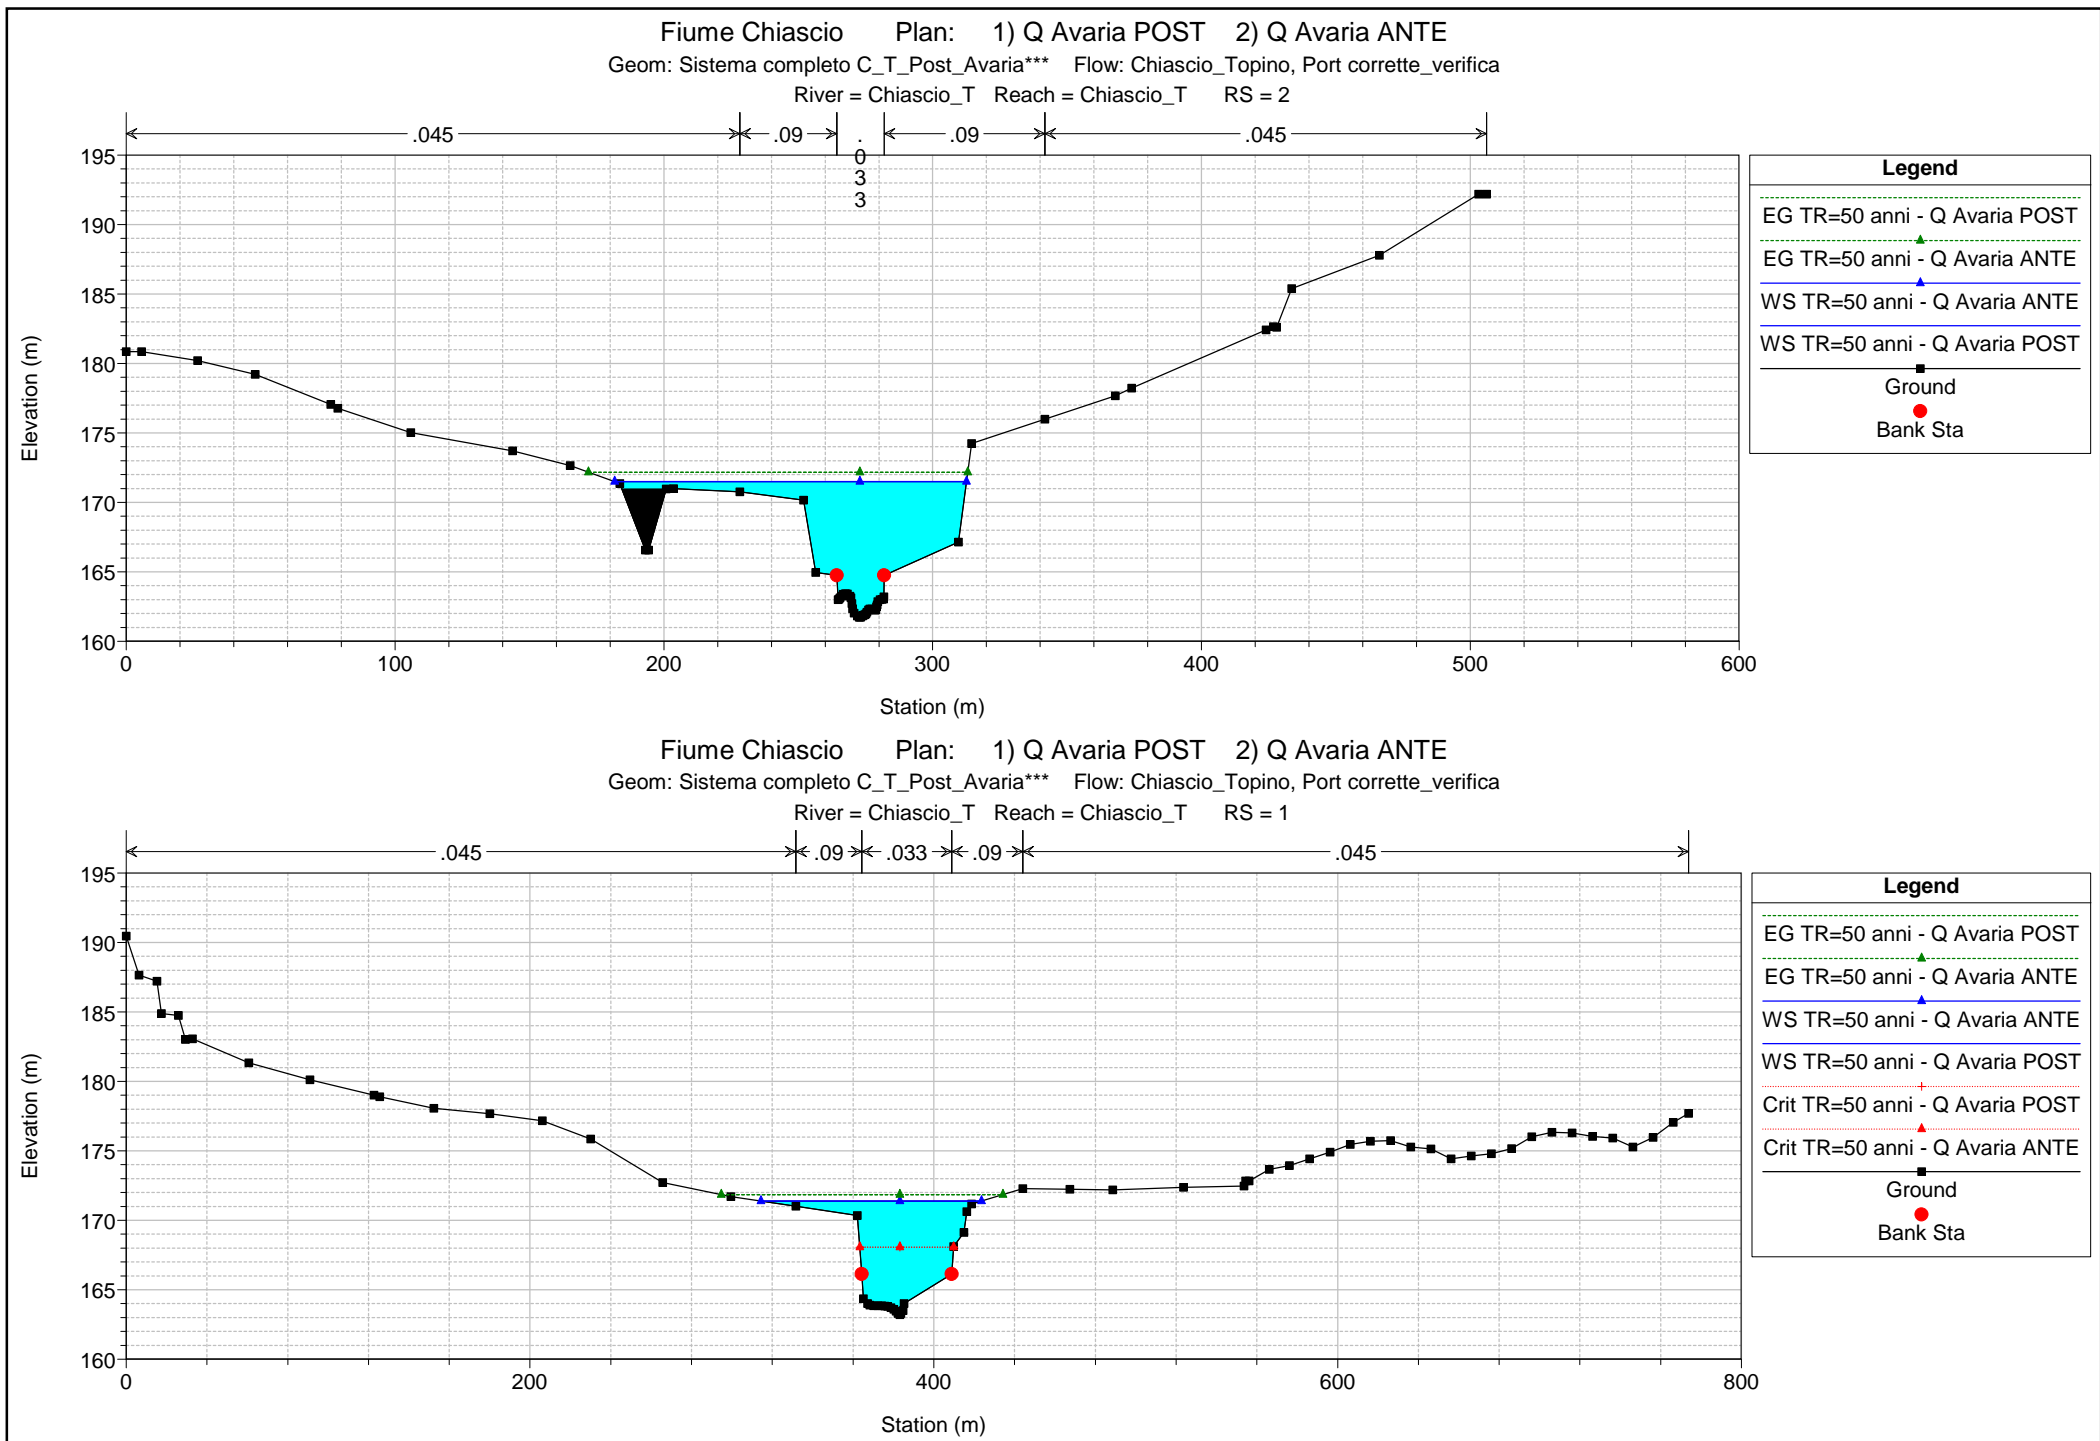 Fiume Chiascio Plan: 1) Q Avaria POST 2) Q Avaria ANTE
Geom: Sistema completo C_T_Post_Avaria*** Flow: Chiascio_Topino, Port corrette_verifica
River = Chiascio_T Reach = Chiascio_T RS = 2
.045 .09 .033 .09 .045
195
190
185
180
175
170
165
160
Elevation (m)
0 100 200 300 400 500 600
Station (m)
Legend
EG TR=50 anni - Q Avaria POST
EG TR=50 anni - Q Avaria ANTE
WS TR=50 anni - Q Avaria ANTE
WS TR=50 anni - Q Avaria POST
Ground
Bank Sta
Fiume Chiascio Plan: 1) Q Avaria POST 2) Q Avaria ANTE
Geom: Sistema completo C_T_Post_Avaria*** Flow: Chiascio_Topino, Port corrette_verifica
River = Chiascio_T Reach = Chiascio_T RS = 1
.045 .09 .033 .09 .045
195
190
185
180
175
170
165
160
Elevation (m)
0 200 400 600 800
Station (m)
Legend
EG TR=50 anni - Q Avaria POST
EG TR=50 anni - Q Avaria ANTE
WS TR=50 anni - Q Avaria ANTE
WS TR=50 anni - Q Avaria POST
Crit TR=50 anni - Q Avaria POST
Crit TR=50 anni - Q Avaria ANTE
Ground
Bank Sta